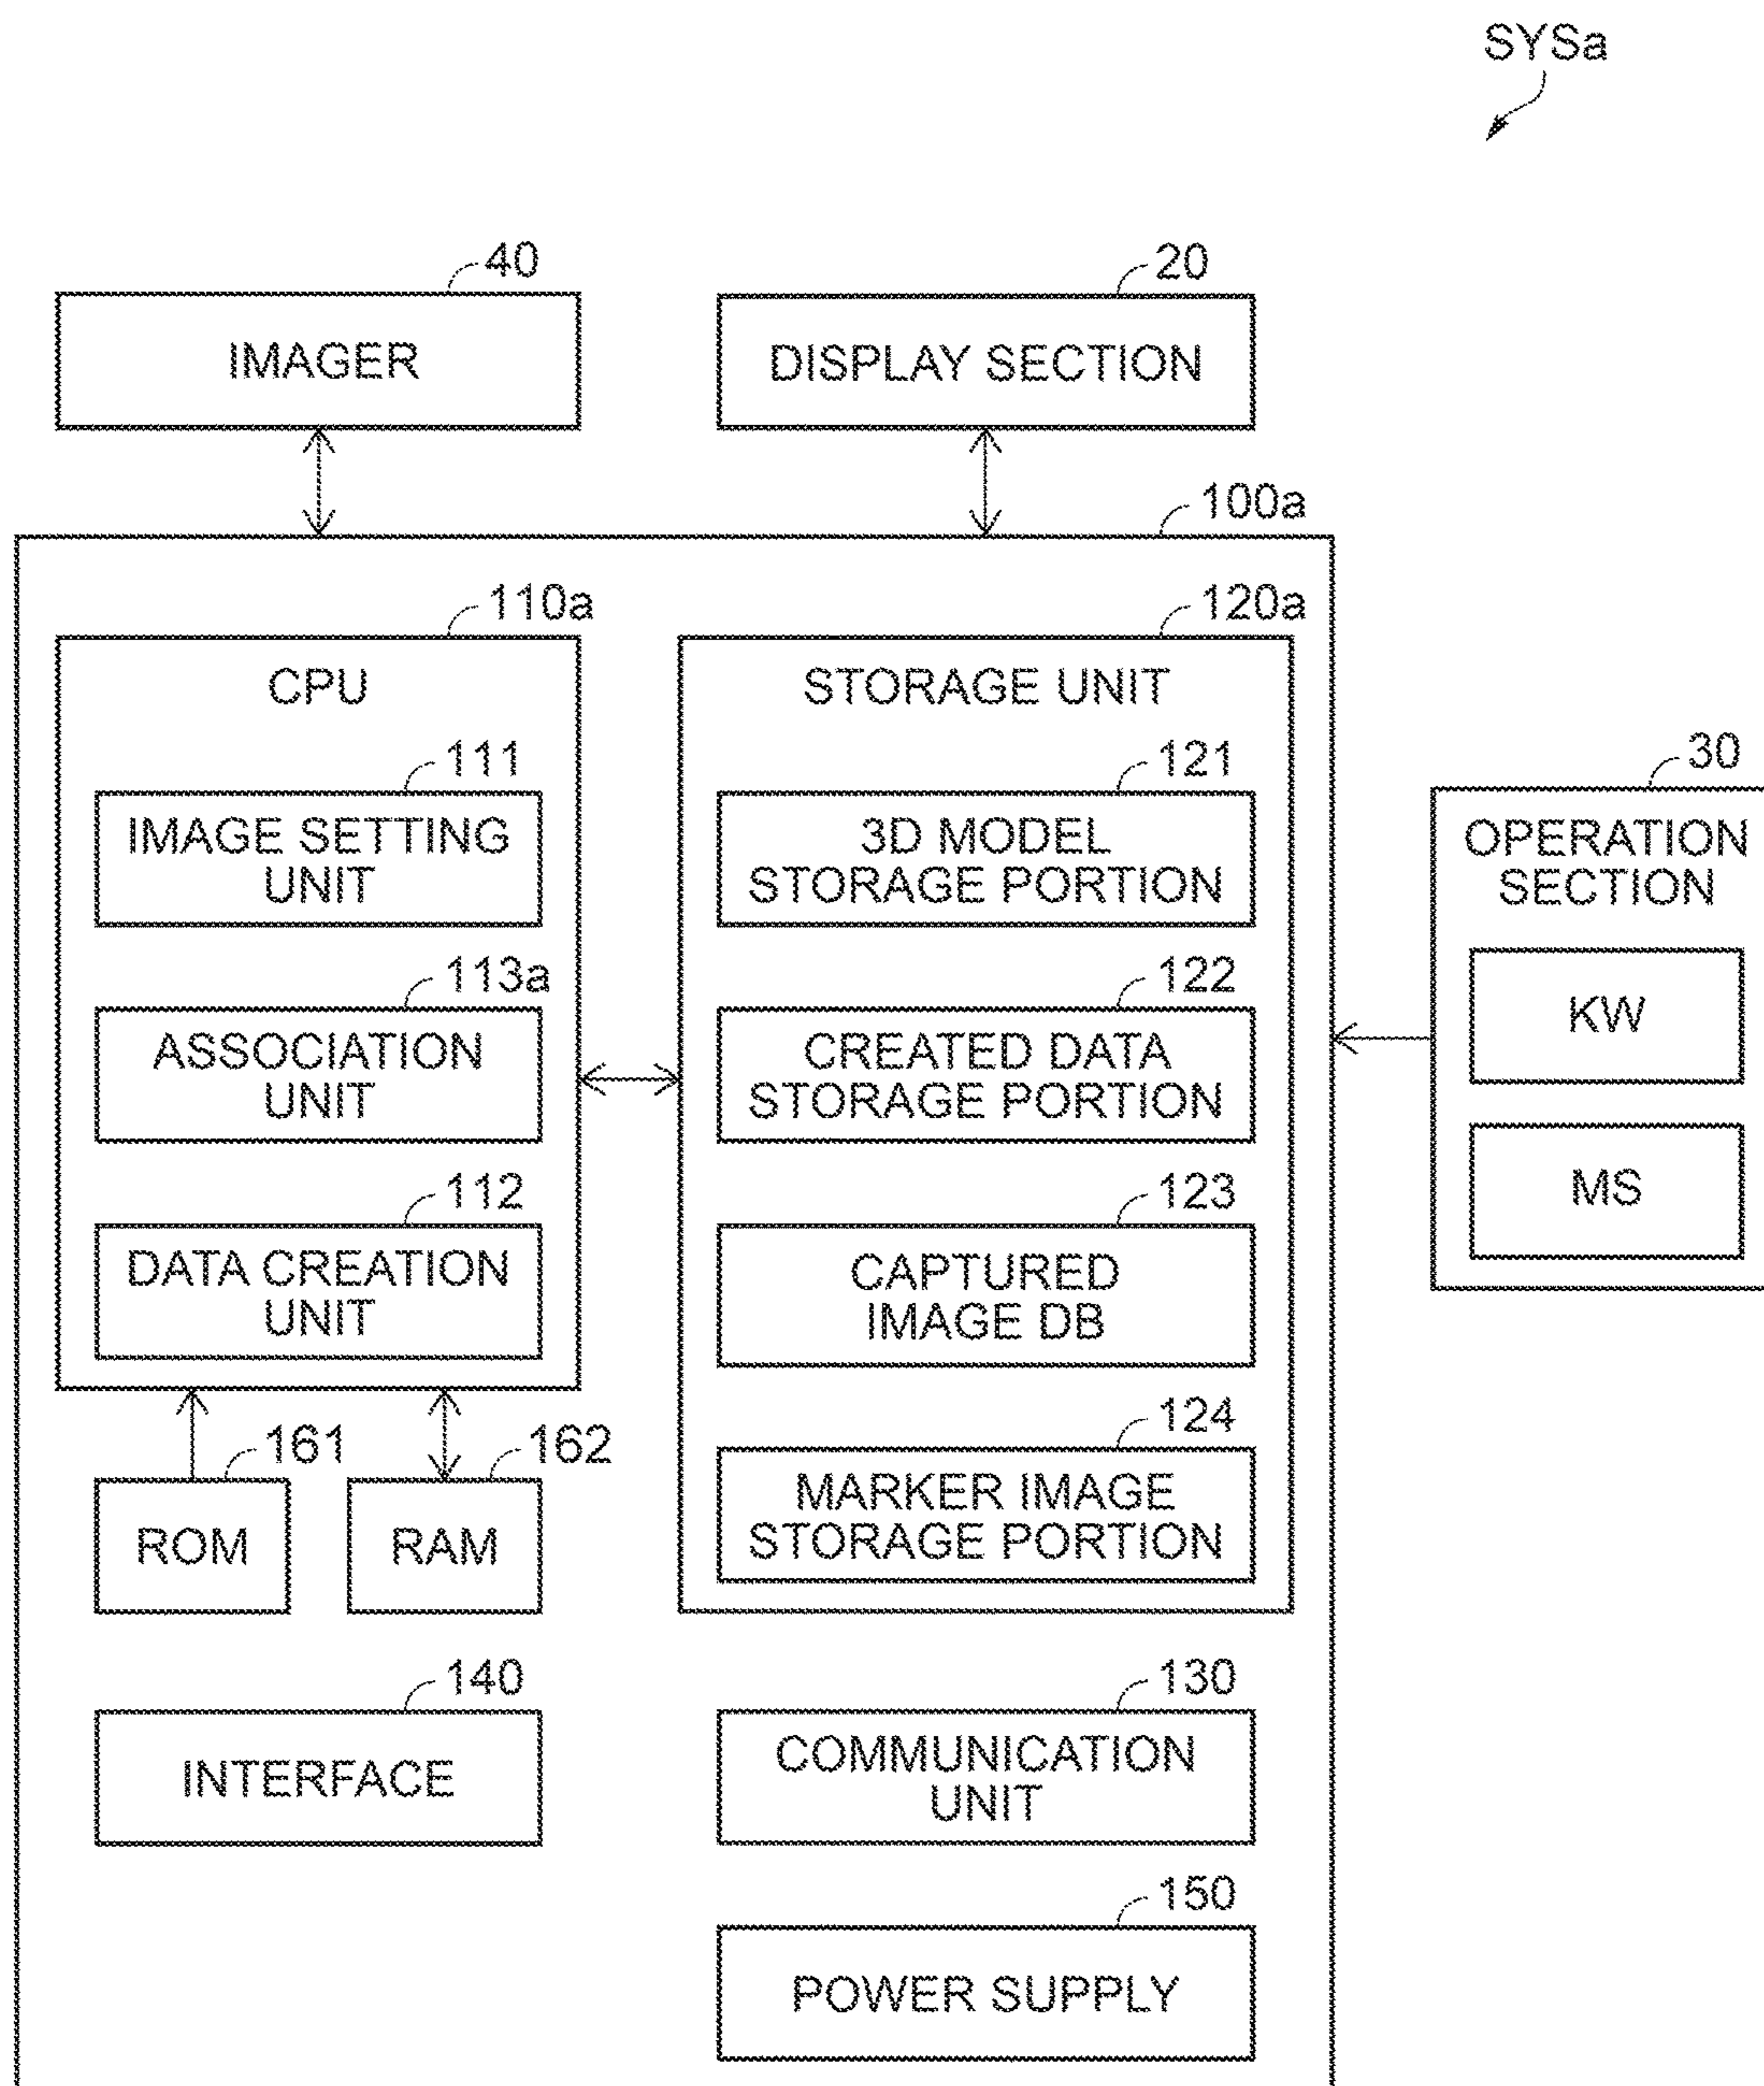 SYSa
40
IMAGER
20
DISPLAY SECTION
100a
110a
CPU
111
IMAGE SETTING
UNIT
113a
ASSOCIATION
UNIT
112
DATA CREATION
UNIT
161
ROM
162
RAM
120a
STORAGE UNIT
121
3D MODEL
STORAGE PORTION
122
CREATED DATA
STORAGE PORTION
123
CAPTURED
IMAGE DB
124
MARKER IMAGE
STORAGE PORTION
30
OPERATION
SECTION
KW
MS
140
INTERFACE
130
COMMUNICATION
UNIT
150
POWER SUPPLY